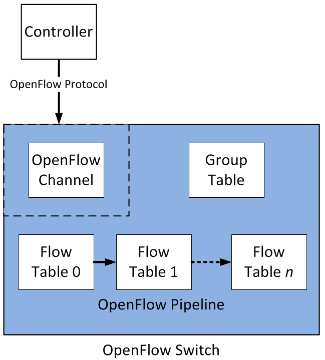 Controller
OpenFlow Protocol
OpenFlow
Channel
Group
Table
Flow
Table 0
Flow
Table 1
Flow
Table n
OpenFlow Pipeline
OpenFlow Switch